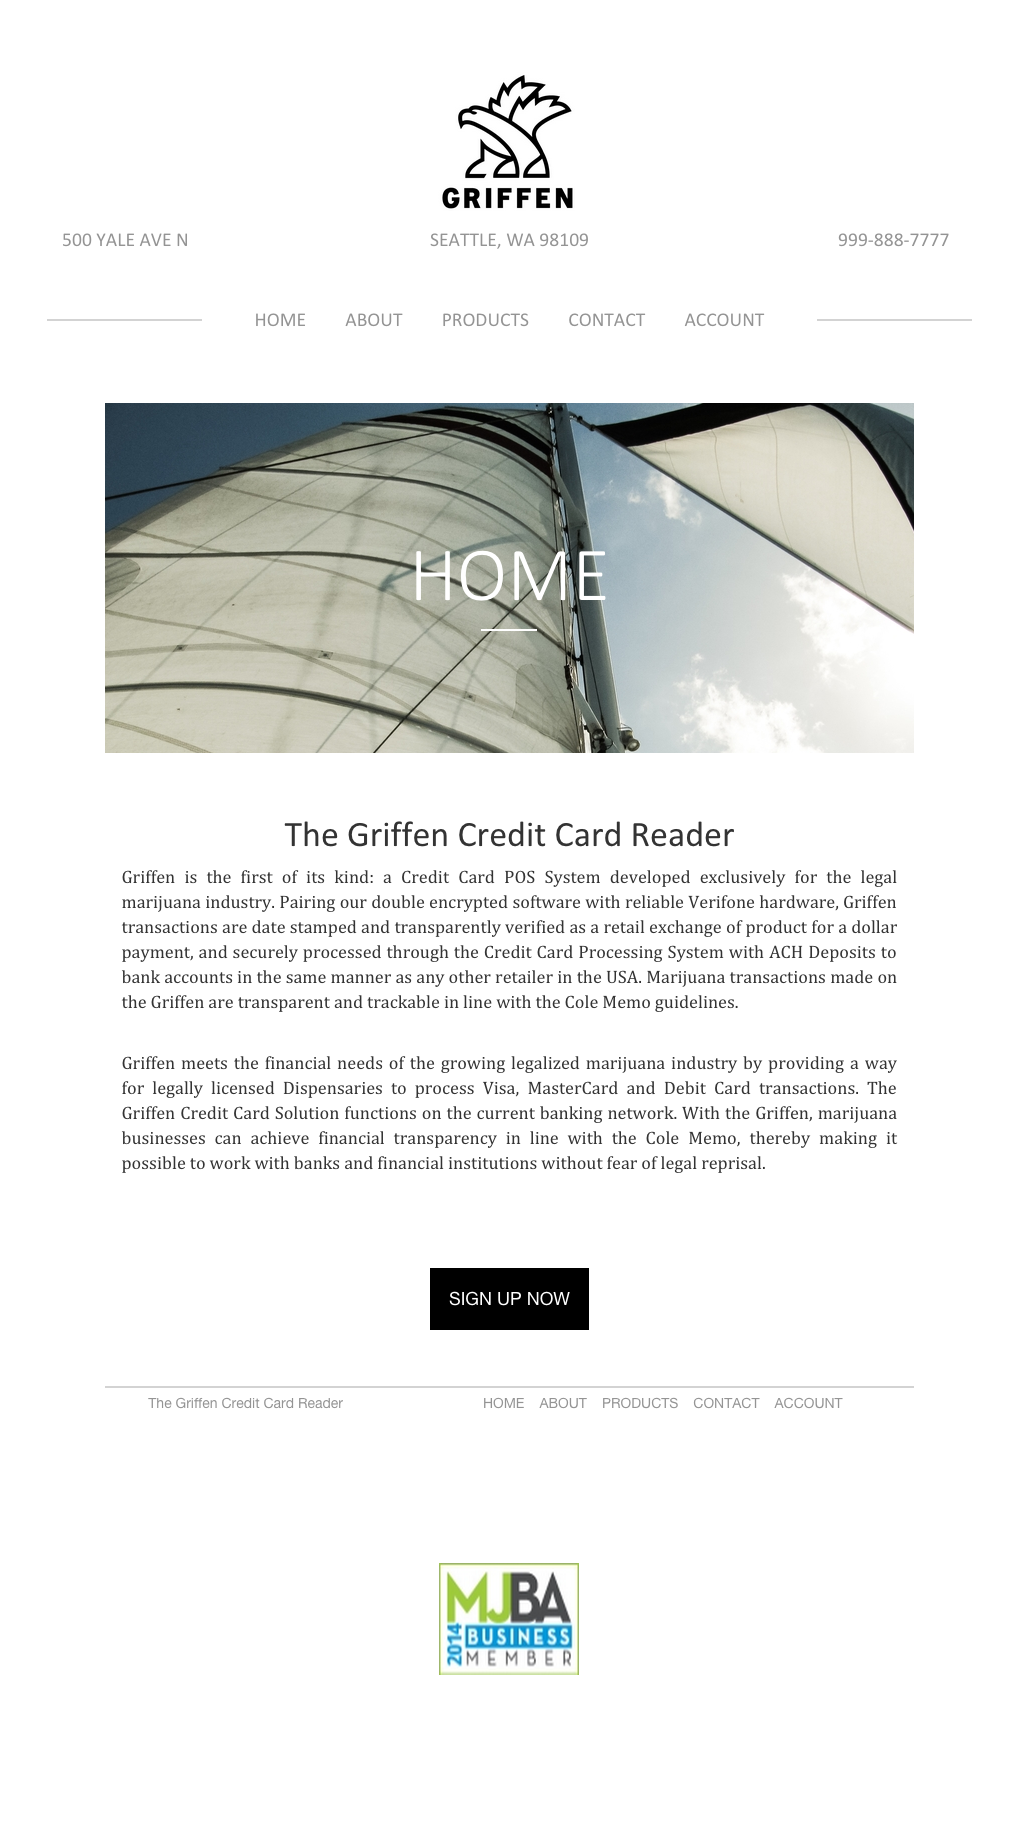 GRIFFEN
500 YALE AVE N
SEATTLE, WA 98109
999-888-7777
HOME ABOUT PRODUCTS CONTACT ACCOUNT
HOME
The Griffen Credit Card Reader
Griffen is the first of its kind: a Credit Card POS System developed exclusively for the legal
marijuana industry. Pairing our double encrypted software with reliable Verifone hardware, Griffen
transactions are date stamped and transparently verified as a retail exchange of product for a dollar
payment, and securely processed through the Credit Card Processing System with ACH Deposits to
bank accounts in the same manner as any other retailer in the USA. Marijuana transactions made on
the Griffen are transparent and trackable in line with the Cole Memo guidelines.
Griffen meets the financial needs of the growing legalized marijuana industry by providing a way
for legally licensed Dispensaries to process Visa, MasterCard and Debit Card transactions. The
Griffen Credit Card Solution functions on the current banking network. With the Griffen, marijuana
businesses can achieve financial transparency in line with the Cole Memo, thereby making it
possible to work with banks and financial institutions without fear of legal reprisal.
SIGN UP NOW
The Griffen Credit Card Reader
HOME ABOUT PRODUCTS CONTACT ACCOUNT
MJBA
2014
BUSINESS
MEMBER